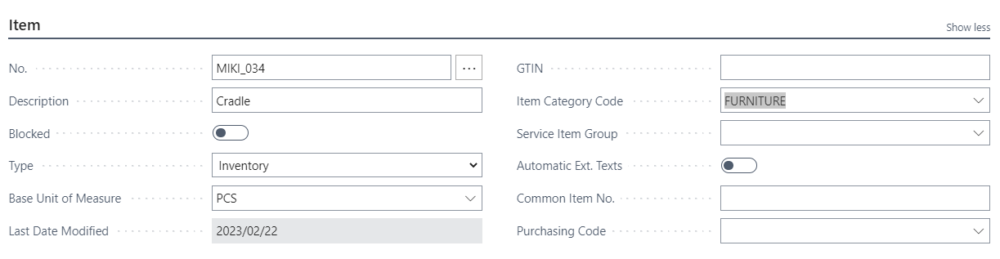 Item
Show less
No. MIKI_034 ...
Description Cradle
Blocked
Type Inventory
Base Unit of Measure PCS
Last Date Modified 2023/02/22
GTIN
Item Category Code FURNITURE
Service Item Group
Automatic Ext. Texts
Common Item No.
Purchasing Code